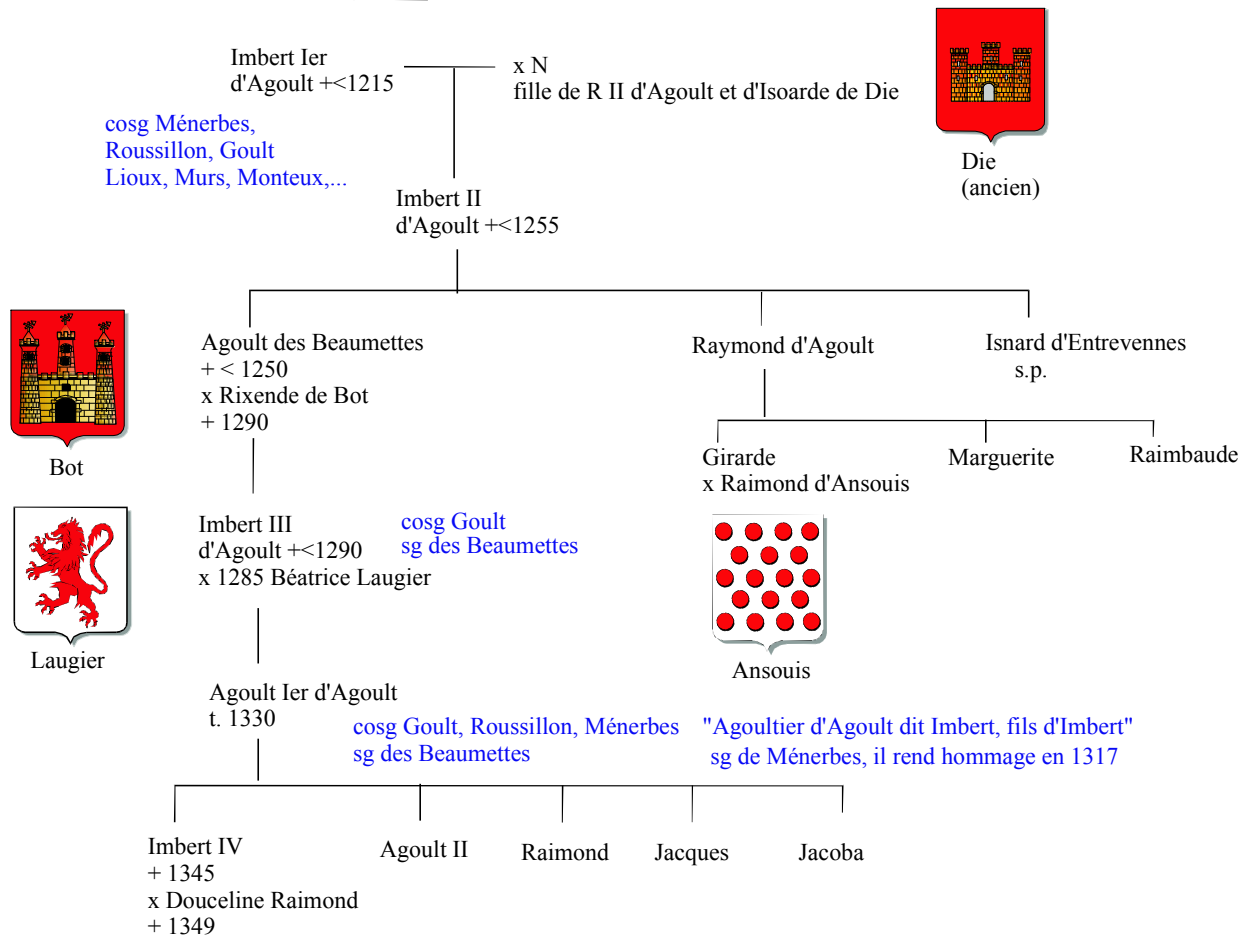 Imbert Ier
d'Agoult +<1215
x N
fille de R II d'Agoult et d'Isoarde de Die
cosg Ménerbes,
Roussillon, Goult
Lioux, Murs, Monteux,...
Die
(ancien)
Imbert II
d'Agoult +<1255
Agoult des Beaumettes
+ < 1250
x Rixende de Bot
+ 1290
Raymond d'Agoult
Isnard d'Entrevennes
s.p.
Bot
Girarde
x Raimond d'Ansouis
Marguerite
Raimbaude
Imbert III
d'Agoult +<1290
x 1285 Béatrice Laugier
cosg Goult
sg des Beaumettes
Laugier
Ansouis
Agoult Ier d'Agoult
t. 1330
cosg Goult, Roussillon, Ménerbes
sg des Beaumettes
"Agoultier d'Agoult dit Imbert, fils d'Imbert"
sg de Ménerbes, il rend hommage en 1317
Imbert IV
+ 1345
x Douceline Raimond
+ 1349
Agoult II
Raimond
Jacques
Jacoba